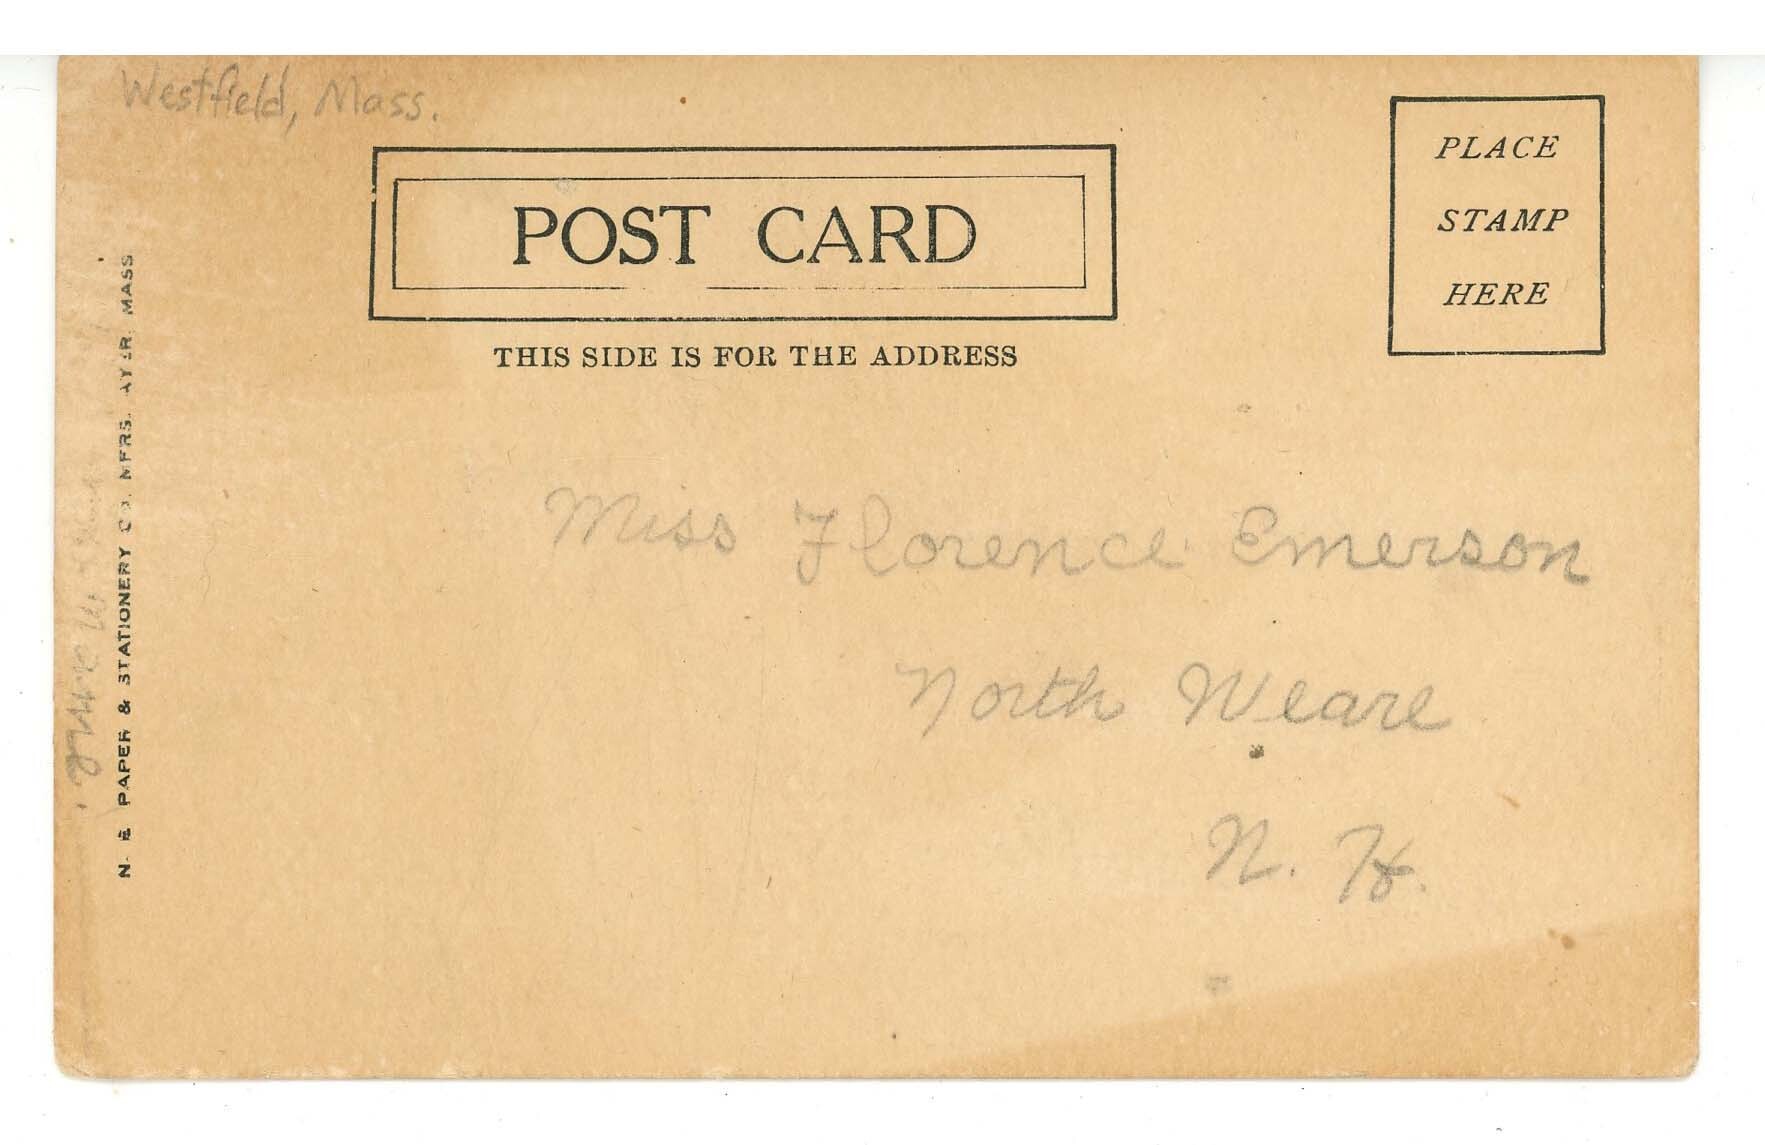 Westfield, Mass.
POST CARD
PLACE
STAMP
HERE
THIS SIDE IS FOR THE ADDRESS
Miss Florence Emerson
North Weare
N. H.
N. E. PAPER & STATIONERY CO. MFRS. AYER. MASS